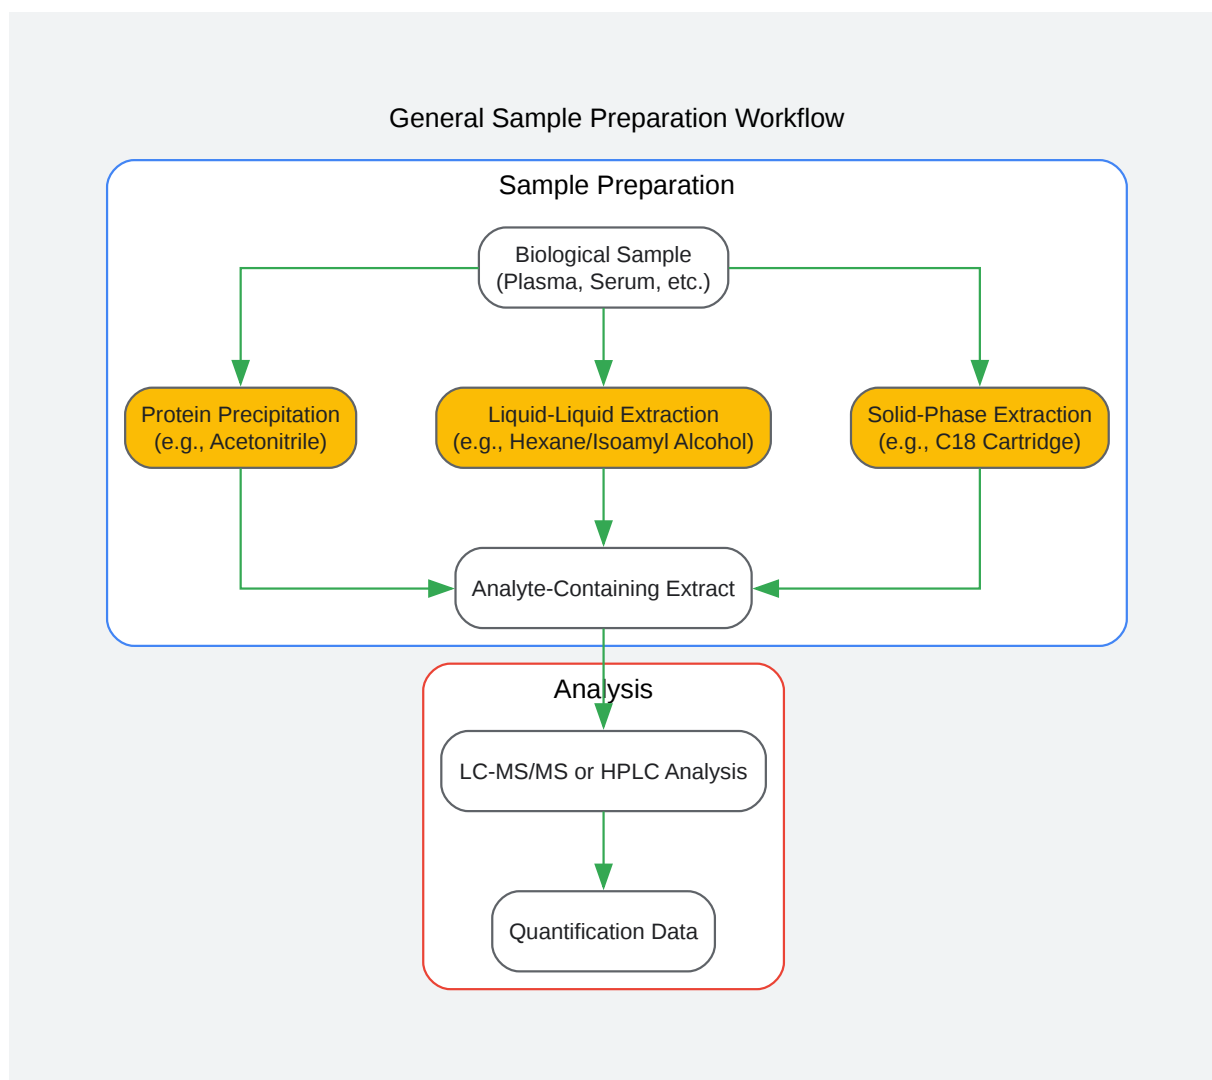 General Sample Preparation Workflow
Sample Preparation
Biological Sample
(Plasma, Serum, etc.)
Protein Precipitation
(e.g., Acetonitrile)
Liquid-Liquid Extraction
(e.g., Hexane/Isoamyl Alcohol)
Solid-Phase Extraction
(e.g., C18 Cartridge)
Analyte-Containing Extract
Analysis
LC-MS/MS or HPLC Analysis
Quantification Data